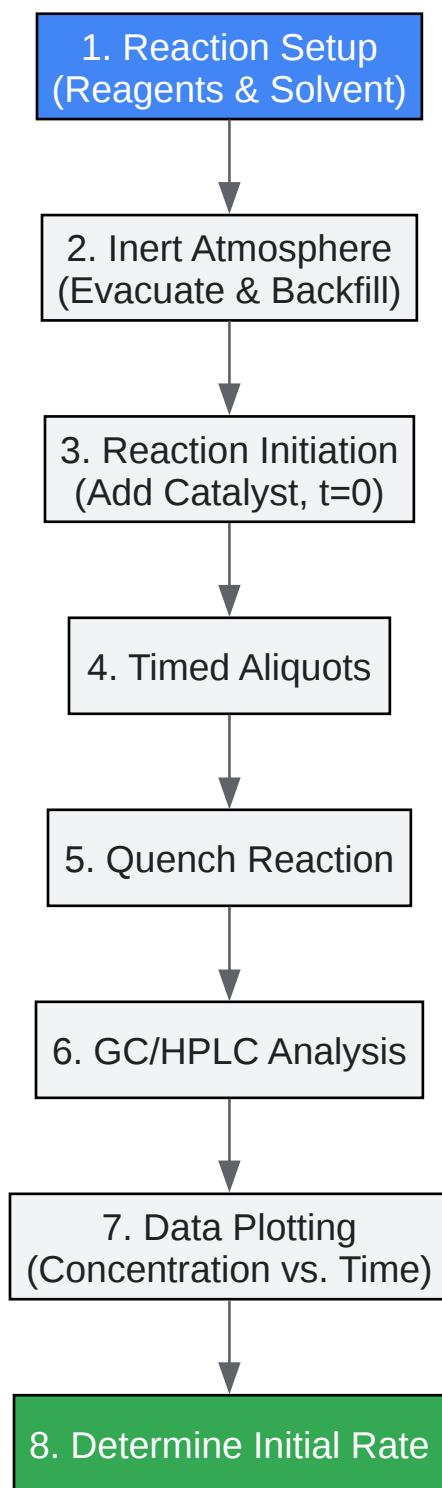 1. Reaction Setup
(Reagents & Solvent)
2. Inert Atmosphere
(Evacuate & Backfill)
3. Reaction Initiation
(Add Catalyst, t=0)
4. Timed Aliquots
5. Quench Reaction
6. GC/HPLC Analysis
7. Data Plotting
(Concentration vs. Time)
8. Determine Initial Rate